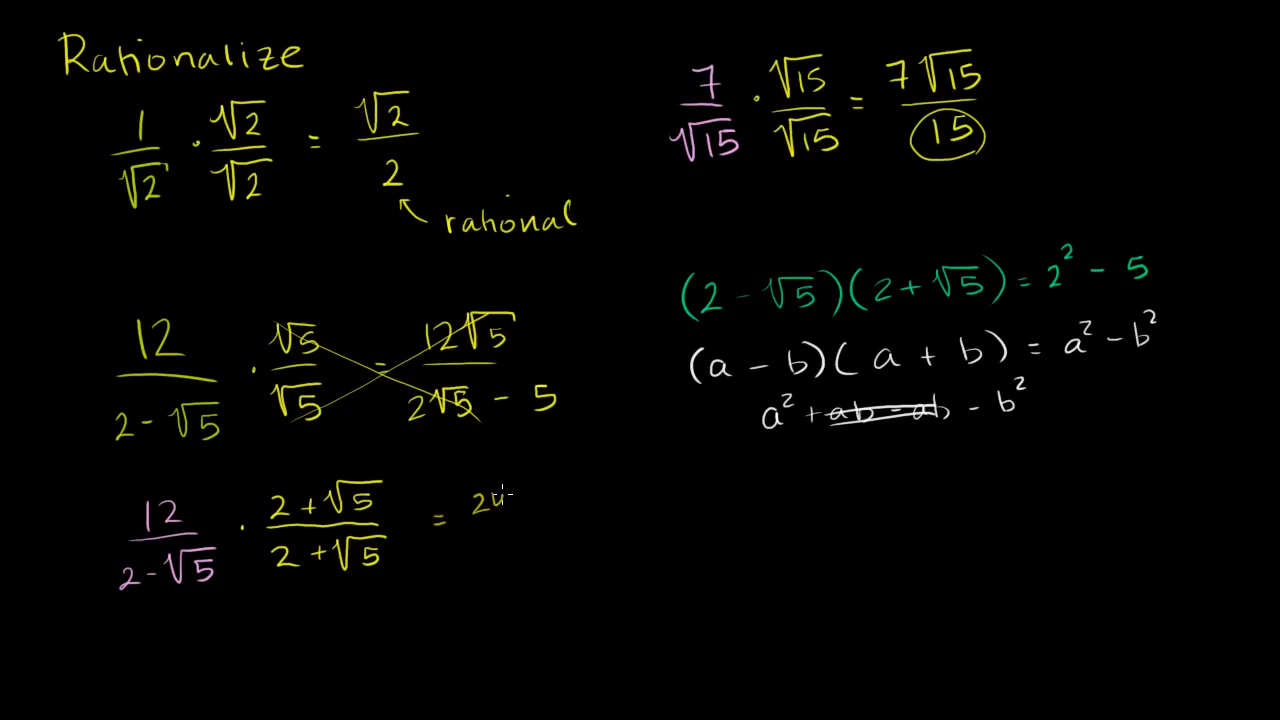 Rationalize
1/√2 · √2/√2 = √2/2
rational
12/(2 - √5) · √5/√5 = 12√5/(2√5 - 5)
12/(2 - √5) · (2 + √5)/(2 + √5) = 24
7/√15 · √15/√15 = 7√15/15
(2 - √5)(2 + √5) = 2² - 5
(a - b)(a + b) = a² - b²
a² + ab - ab - b²